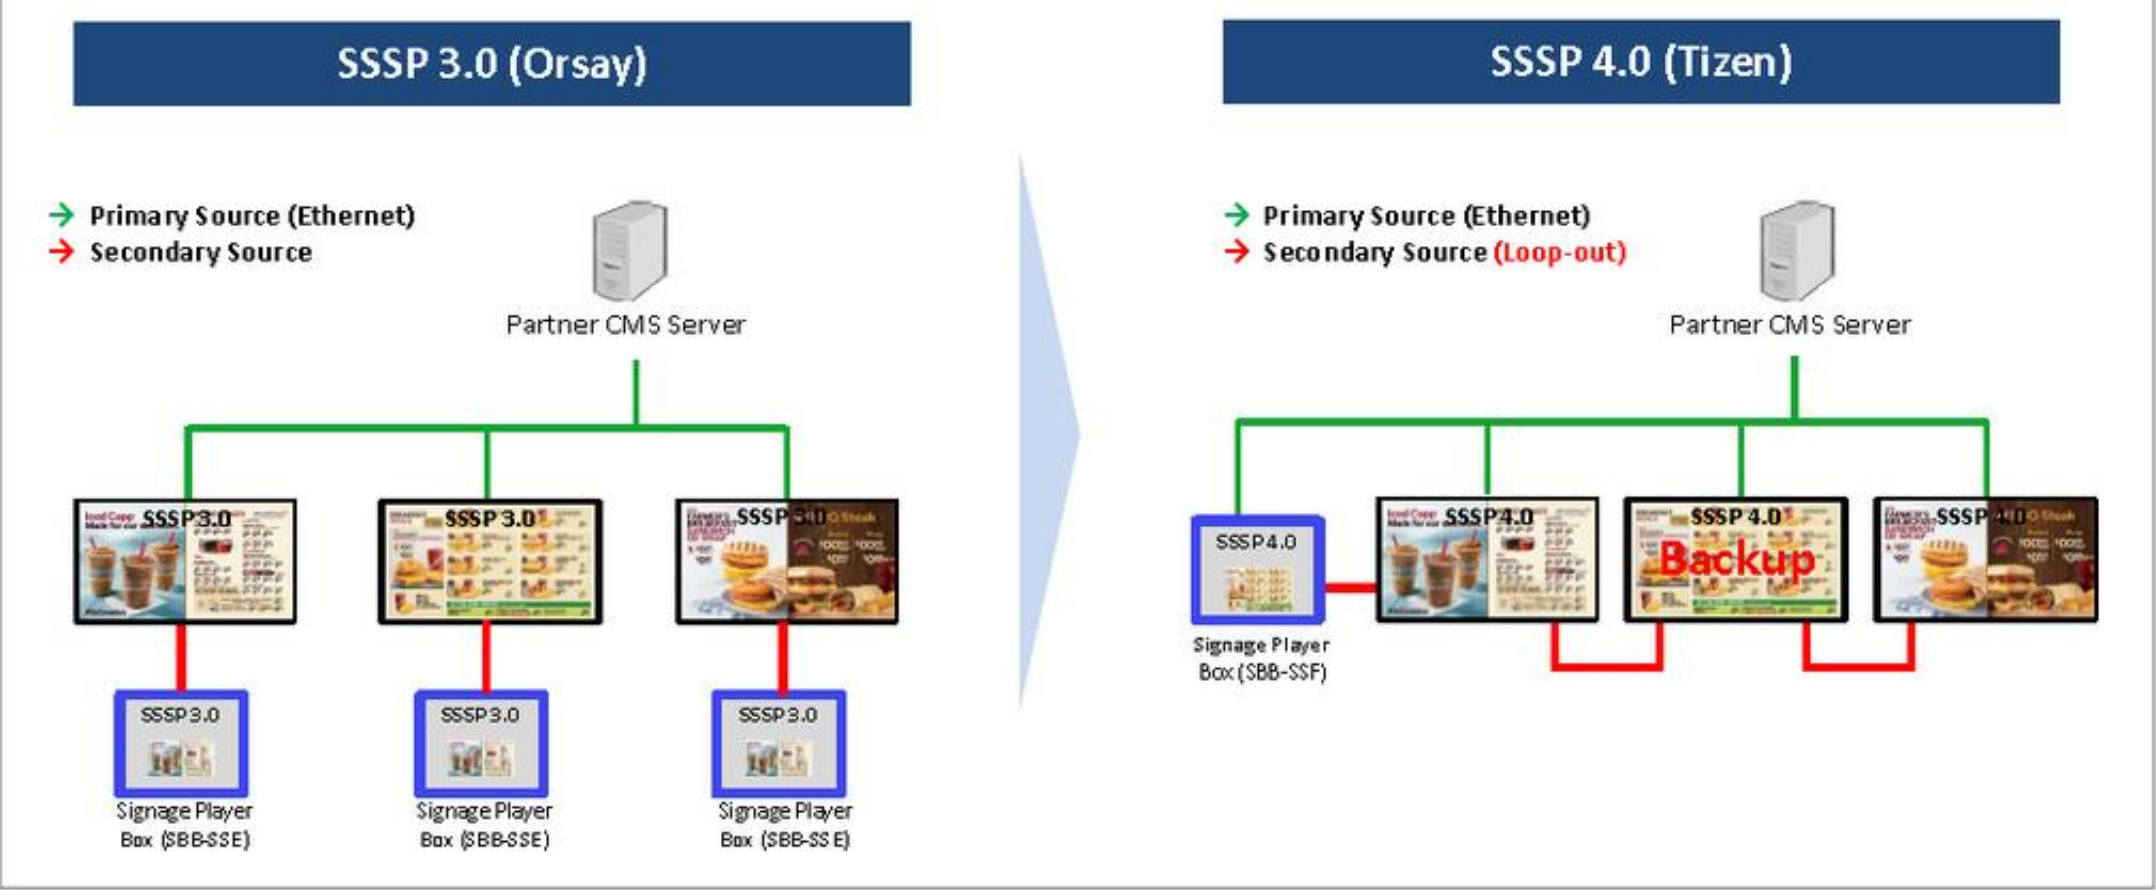 SSSP 3.0 (Orsay)
Primary Source (Ethernet)
Secondary Source
Partner CMS Server
SSSP 3.0
SSSP 3.0
SSSP 3.0
SSSP 3.0
SSSP 3.0
SSSP 3.0
Signage Player
Box (SBB-SSE)
Signage Player
Box (SBB-SSE)
Signage Player
Box (SBB-SSE)
SSSP 4.0 (Tizen)
Primary Source (Ethernet)
Secondary Source (Loop-out)
Partner CMS Server
SSSP 4.0
SSSP 4.0
SSSP 4.0
SSSP 4.0
Backup
Signage Player
Box (SBB-SSF)